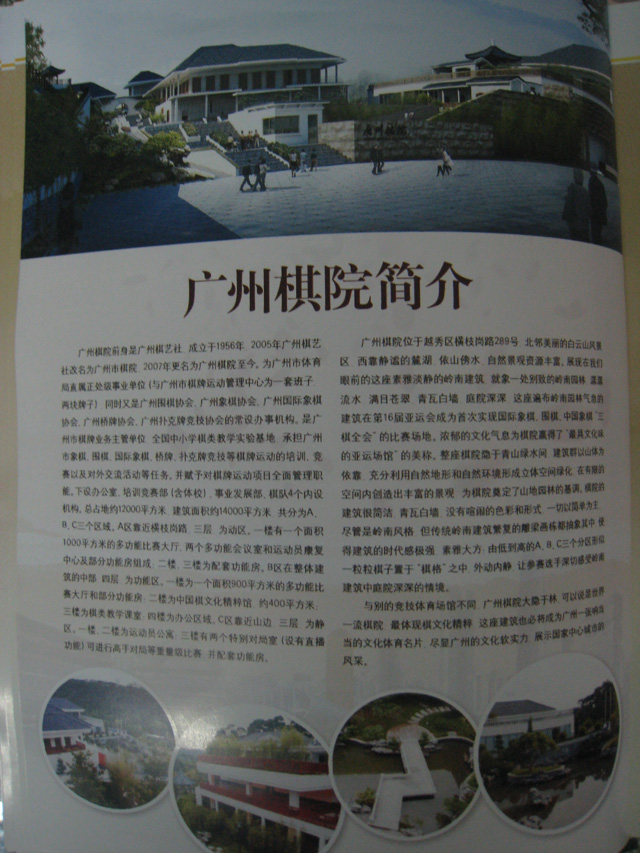 广州棋院
广州棋院简介
广州棋院前身是广州棋艺社,成立于1956年,2005年广州棋艺
社改名为广州市棋院,2007年更名为广州棋院至今。为广州市体育
局直属正处级事业单位(与广州市棋牌运动管理中心为一套班子,
两块牌子),同时又是广州围棋协会、广州象棋协会、广州国际象棋
协会、广州桥牌协会、广州扑克牌竞技协会的常设办事机构。是广
州市棋牌业务主管单位,全国中小学棋类教学实验基地,承担广州
市象棋、围棋、国际象棋、桥牌、扑克牌竞技等棋牌运动的培训、竞
赛以及对外交流活动等任务。并赋予对棋牌运动项目全面管理职
能。下设办公室、培训竞赛部(含体校)、事业发展部、棋队4个内设
机构。总占地约12000平方米,建筑面积约14000平方米,共分为A、
B、C三个区域。A区靠近横枝岗路,三层,为动区。一楼有一个面积
1000平方米的多功能比赛大厅,两个多功能会议室和运动员康复
中心及部分功能房组成,二楼、三楼为配套功能房。B区在整体建
筑的中部,四层,为功能区。一楼为一个面积900平方米的多功能比
赛大厅和部分功能房;二楼为中国棋文化精粹馆,约400平方米;
三楼为棋类教学课室;四楼为办公区域。C区靠近山边,三层,为静
区。一楼、二楼为运动员公寓,三楼有两个特别对局室(设有直播
功能)可进行高手对局等重量级比赛,并配套功能房。
广州棋院位于越秀区横枝岗路289号,北邻美丽的白云山风景
区,西靠静谧的麓湖,依山傍水,自然景观资源丰富。展现在我们
眼前的这座素雅淡静的岭南建筑,就象一处别致的岭南园林,潺潺
流水,满目苍翠,青瓦白墙,庭院深深,这座遍布岭南园林气息的
建筑在第16届亚运会成为首次实现国际象棋、围棋、中国象棋“三
棋全会”的比赛场地。浓郁的文化气息为棋院赢得了“最具文化味
的亚运场馆”的美称。整座棋院隐于青山绿水间,建筑群以山体为
依靠,充分利用自然地形和自然环境形成立体空间绿化,在有限的
空间内创造出丰富的景观,为棋院奠定了山地园林的基调。棋院的
建筑很简洁,青瓦白墙,没有喧闹的色彩和形式,一切以简单为主,
尽管是岭南风格,但传统岭南建筑繁复的雕梁画栋都抽象其中,使
得建筑的时代感极强,素雅大方,由低到高的A、B、C三个分区形似
一粒粒棋子置于“棋格”之中,外动内静,让参赛选手深切感受岭南
建筑中庭院深深的情境。
与别的竞技体育场馆不同,广州棋院大隐于林,可以说是世界
一流棋院,最体现棋文化精粹,这座建筑也必将成为广州一张响当
当的文化体育名片,尽显广州的文化软实力,展示国家中心城市的
风采。